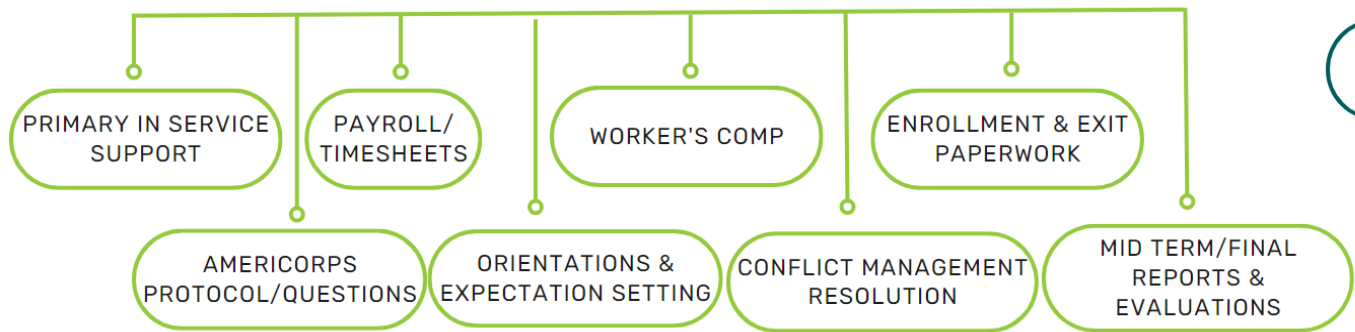 PRIMARY IN SERVICE
SUPPORT
PAYROLL/
TIMESHEETS
WORKER'S COMP
ENROLLMENT & EXIT
PAPERWORK
AMERICORPS
PROTOCOL/QUESTIONS
ORIENTATIONS &
EXPECTATION SETTING
CONFLICT MANAGEMENT
RESOLUTION
MID TERM/FINAL
REPORTS &
EVALUATIONS